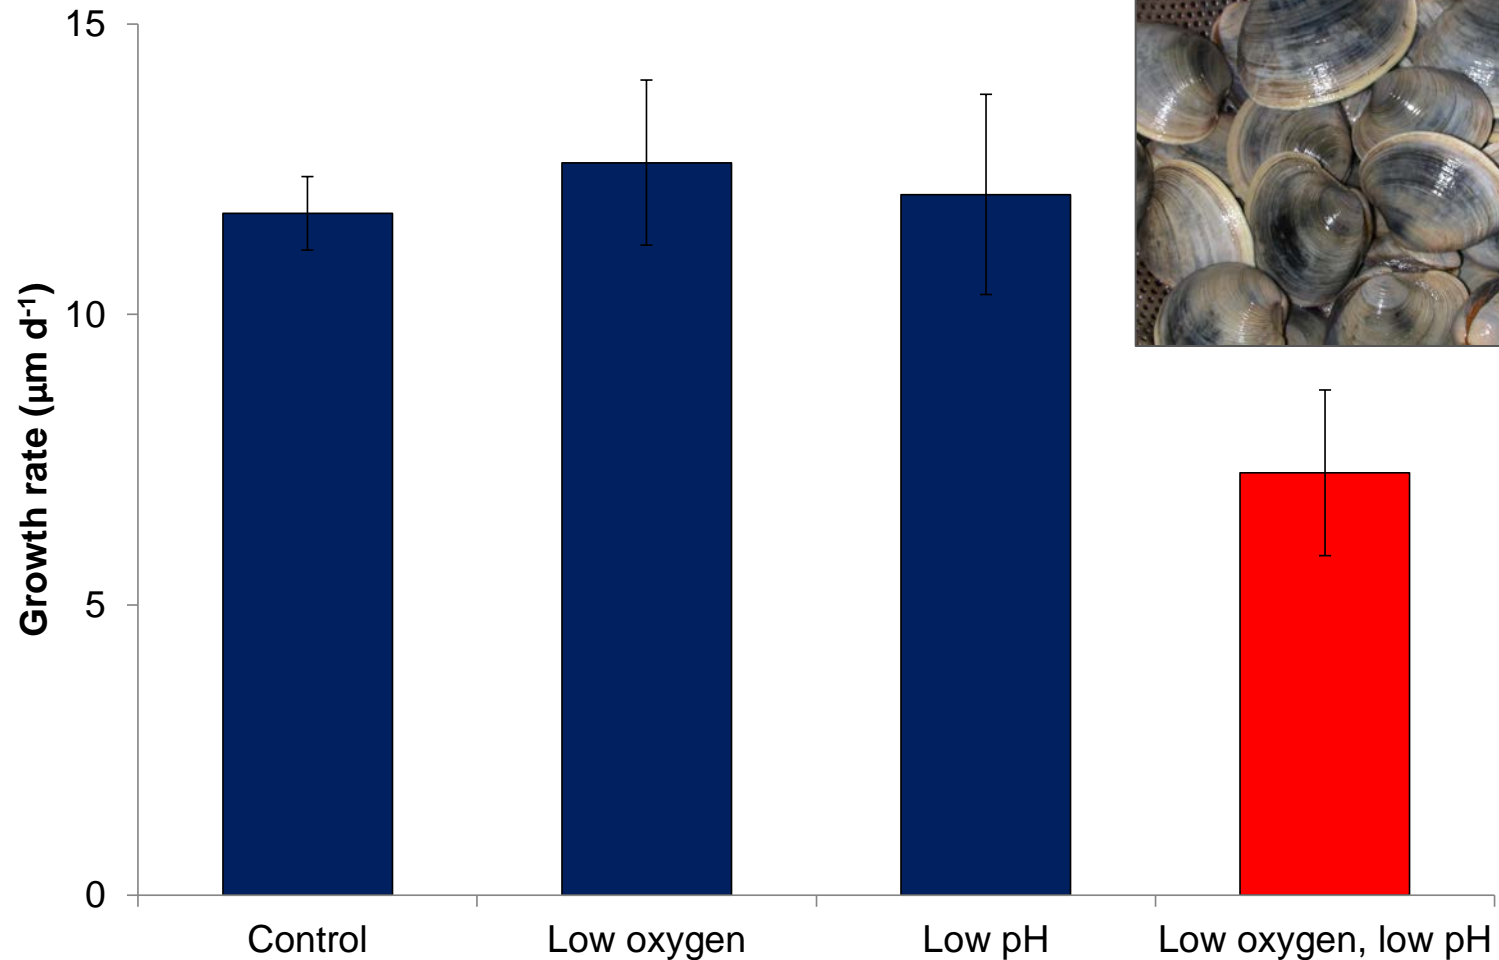 15
10
5
0
Growth rate (µm d⁻¹)
Control
Low oxygen
Low pH
Low oxygen, low pH